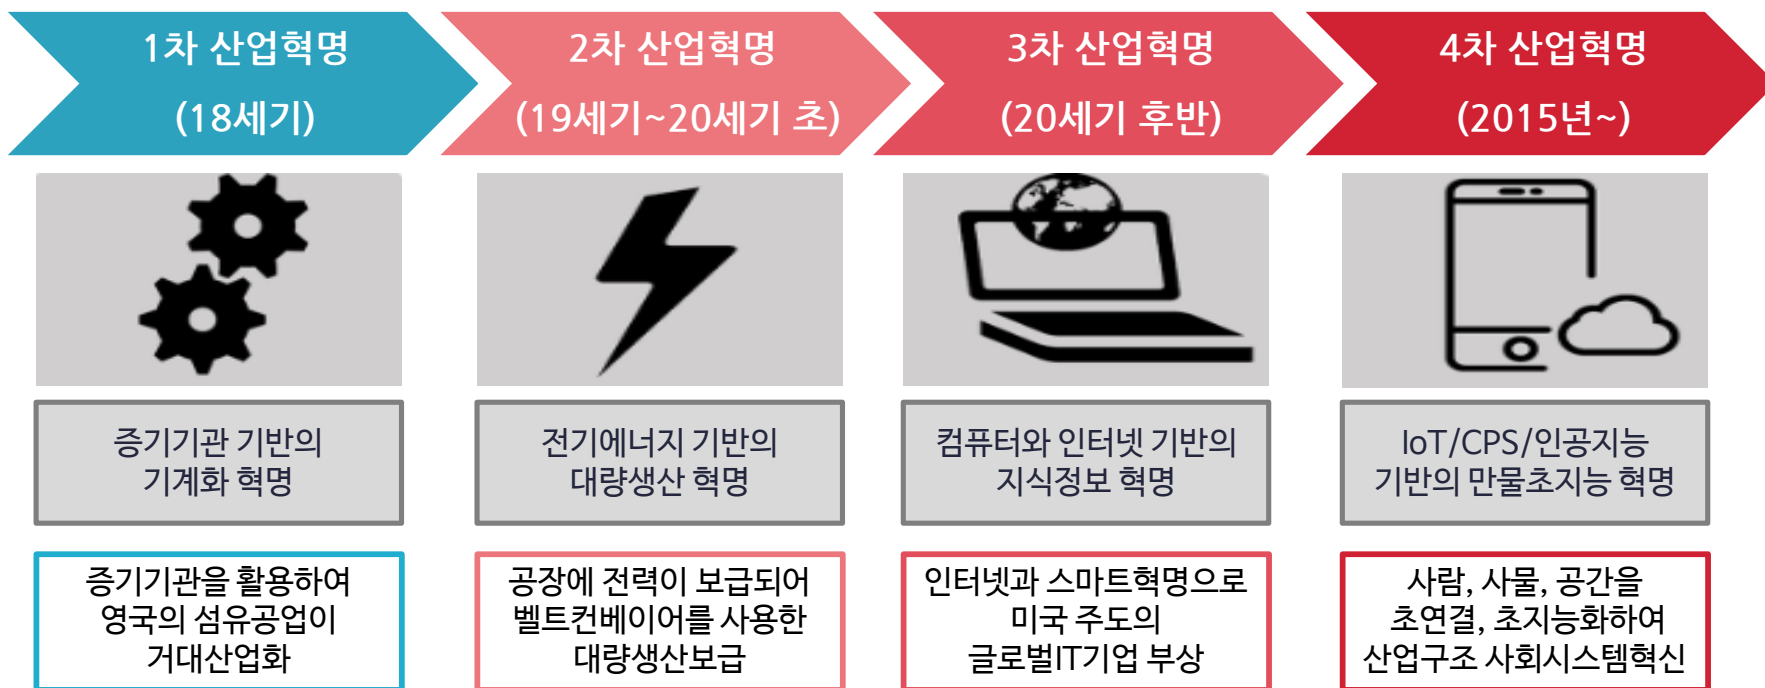 1차 산업혁명
(18세기)
2차 산업혁명
(19세기~20세기 초)
3차 산업혁명
(20세기 후반)
4차 산업혁명
(2015년~)
증기기관 기반의
기계화 혁명
전기에너지 기반의
대량생산 혁명
컴퓨터와 인터넷 기반의
지식정보 혁명
IoT/CPS/인공지능
기반의 만물초지능 혁명
증기기관을 활용하여
영국의 섬유공업이
거대산업화
공장에 전력이 보급되어
벨트컨베이어를 사용한
대량생산보급
인터넷과 스마트혁명으로
미국 주도의
글로벌IT기업 부상
사람, 사물, 공간을
초연결, 초지능화하여
산업구조 사회시스템혁신